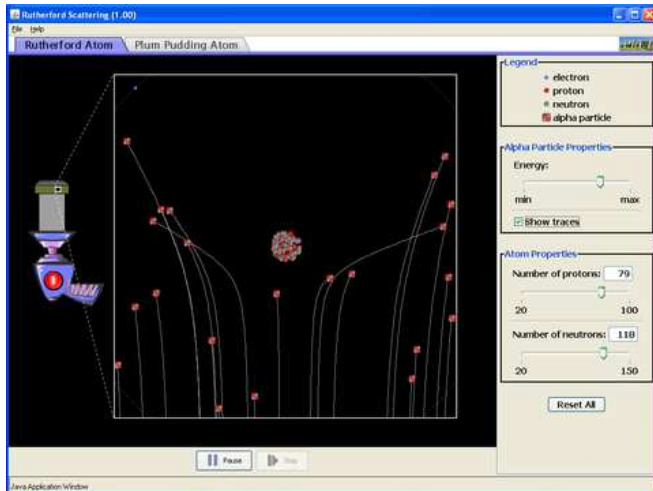 Rutherford Scattering (1.00)
File Help
Rutherford Atom Plum Pudding Atom
Legend
electron
proton
neutron
alpha particle
Alpha Particle Properties
Energy:
min max
Show traces
Atom Properties
Number of protons: 79
20 100
Number of neutrons: 118
20 150
Reset All
Pause Step
Java Application Window